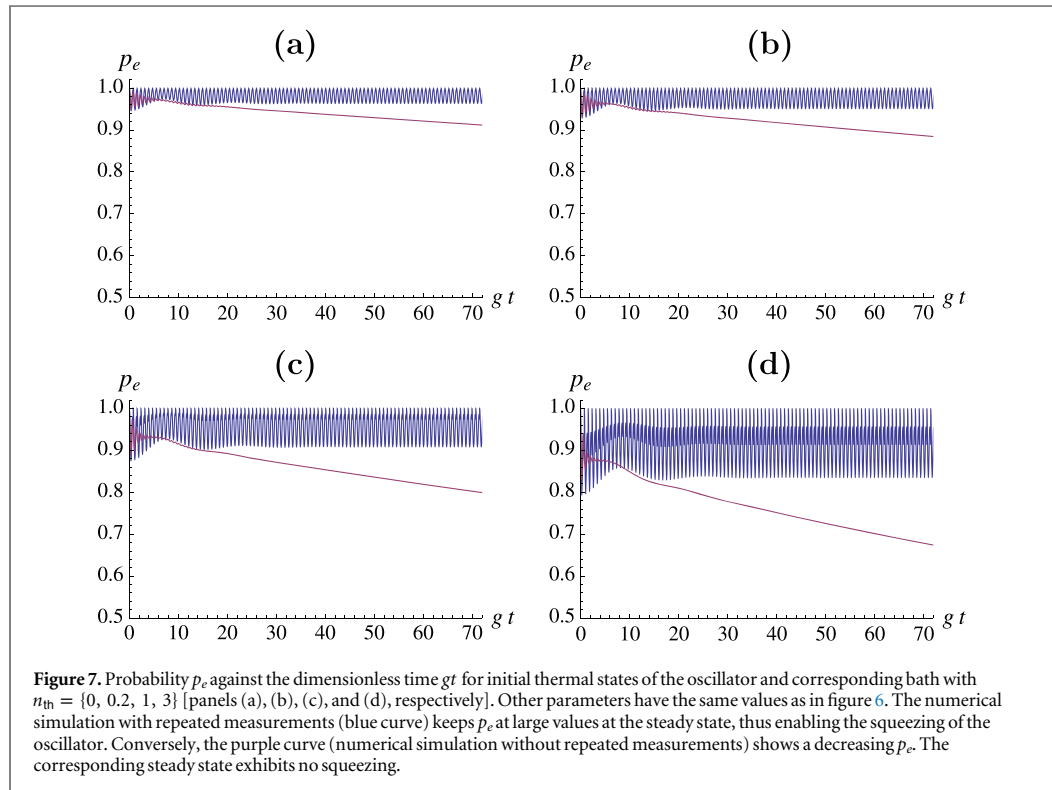 (a)
p_e
1.0
0.9
0.8
0.7
0.6
0.5
0 10 20 30 40 50 60 70
g t
(b)
p_e
1.0
0.9
0.8
0.7
0.6
0.5
0 10 20 30 40 50 60 70
g t
(c)
p_e
1.0
0.9
0.8
0.7
0.6
0.5
0 10 20 30 40 50 60 70
g t
(d)
p_e
1.0
0.9
0.8
0.7
0.6
0.5
0 10 20 30 40 50 60 70
g t
Figure 7. Probability p_e against the dimensionless time gt for initial thermal states of the oscillator and corresponding bath with
n_th = {0, 0.2, 1, 3} [panels (a), (b), (c), and (d), respectively]. Other parameters have the same values as in figure 6. The numerical
simulation with repeated measurements (blue curve) keeps p_e at large values at the steady state, thus enabling the squeezing of the
oscillator. Conversely, the purple curve (numerical simulation without repeated measurements) shows a decreasing p_e. The
corresponding steady state exhibits no squeezing.